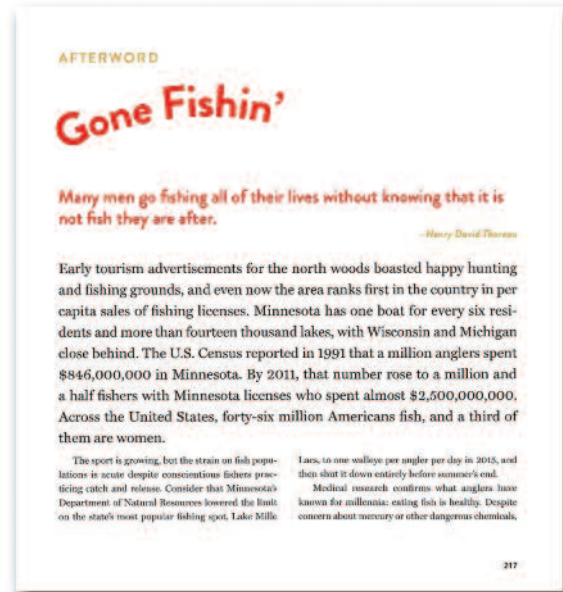 AFTERWORD
Gone Fishin’
Many men go fishing all of their lives without knowing that it is
not fish they are after.
—Henry David Thoreau
Early tourism advertisements for the north woods boasted happy hunting
and fishing grounds, and even now the area ranks first in the country in per
capita sales of fishing licenses. Minnesota has one boat for every six resi-
dents and more than fourteen thousand lakes, with Wisconsin and Michigan
close behind. The U.S. Census reported in 1991 that a million anglers spent
$846,000,000 in Minnesota. By 2011, that number rose to a million and
a half fishers with Minnesota licenses who spent almost $2,500,000,000.
Across the United States, forty-six million Americans fish, and a third of
them are women.
The sport is growing, but the strain on fish popu-
lations is acute despite conscientious fishers prac-
ticing catch and release. Consider that Minnesota’s
Department of Natural Resources lowered the limit
on the state’s most popular fishing spot, Lake Mille
Lacs, to one walleye per angler per day in 2015, and
then shut it down entirely before summer’s end.
Medical research confirms what anglers have
known for millennia: eating fish is healthy. Despite
concern about mercury or other dangerous chemicals,
217